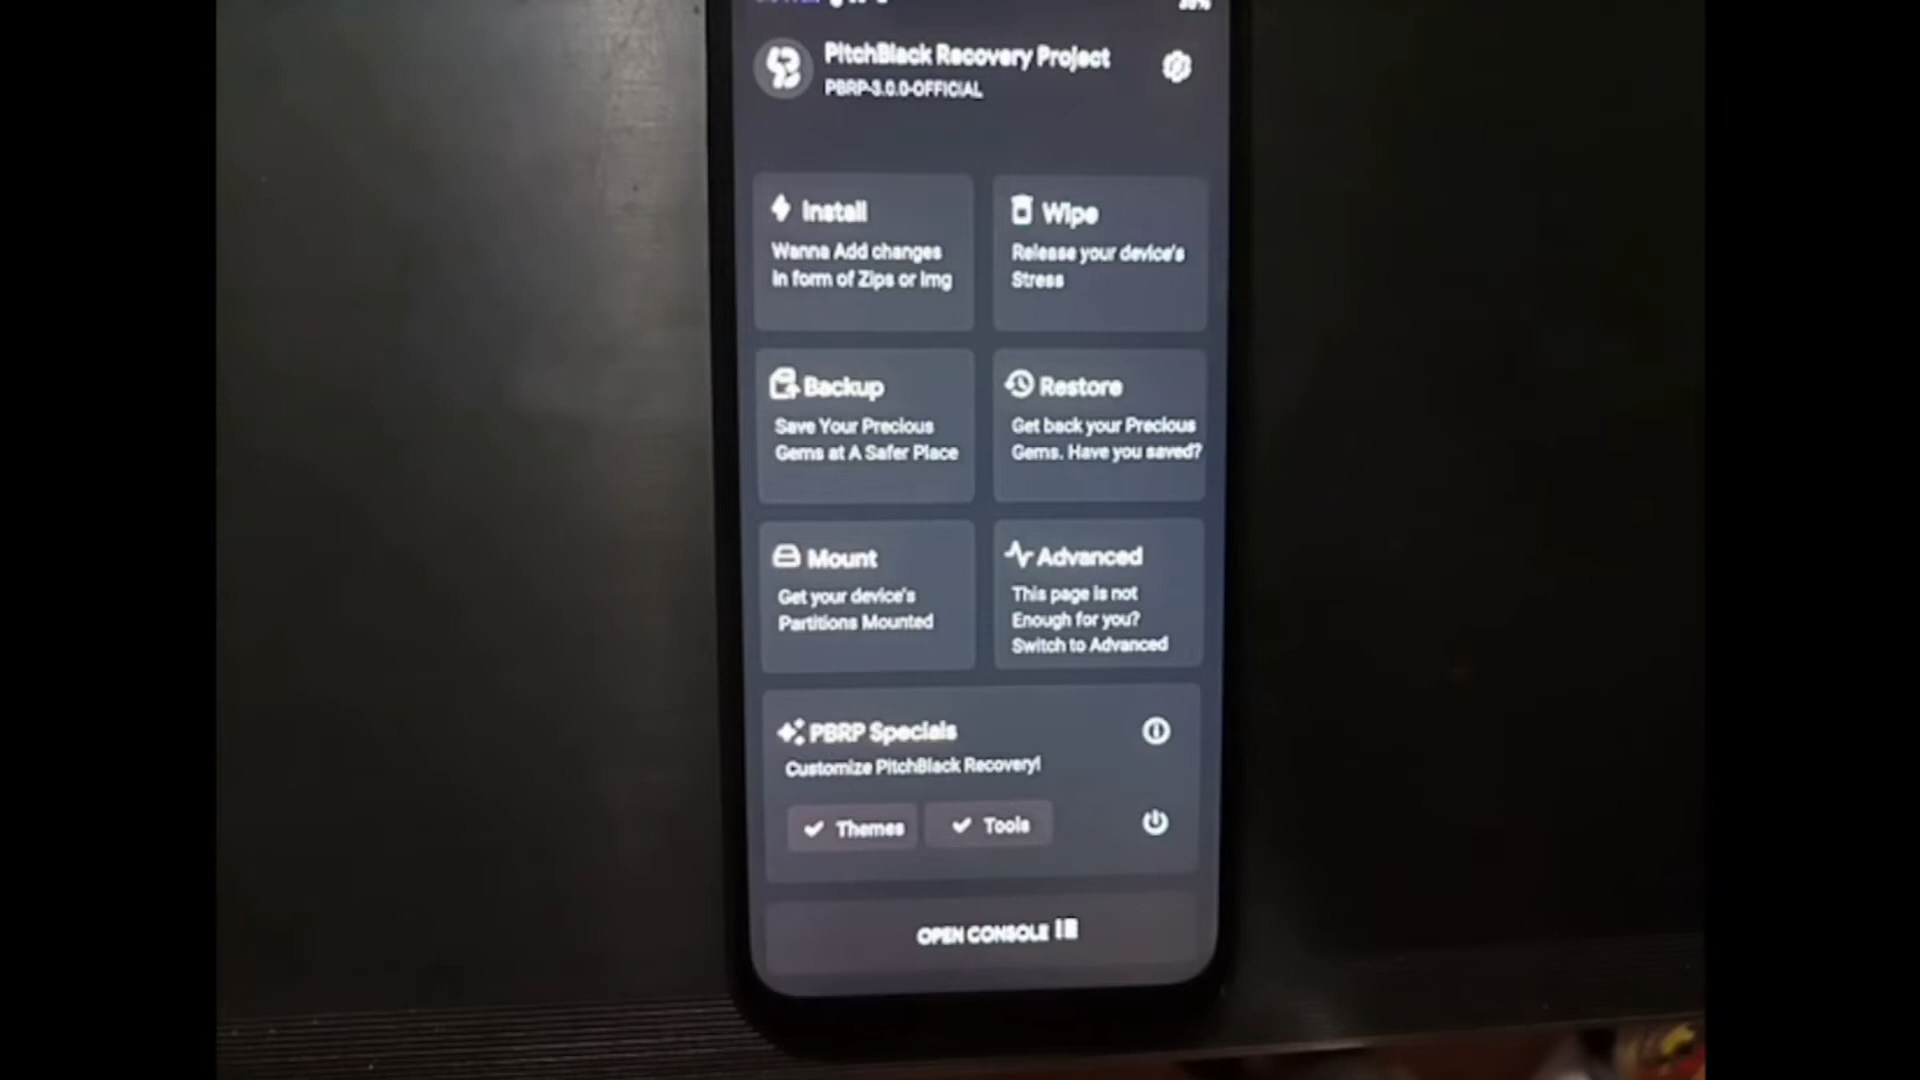 PitchBlack Recovery Project
PBRP-3.0.0-OFFICIAL
Install
Wanna Add changes
in form of Zips or Img
Wipe
Release your device's
Stress
Backup
Save Your Precious
Gems at A Safer Place
Restore
Get back your Precious
Gems. Have you saved?
Mount
Get your device's
Partitions Mounted
Advanced
This page is not
Enough for you?
Switch to Advanced
PBRP Specials
Customize PitchBlack Recovery!
Themes
Tools
OPEN CONSOLE